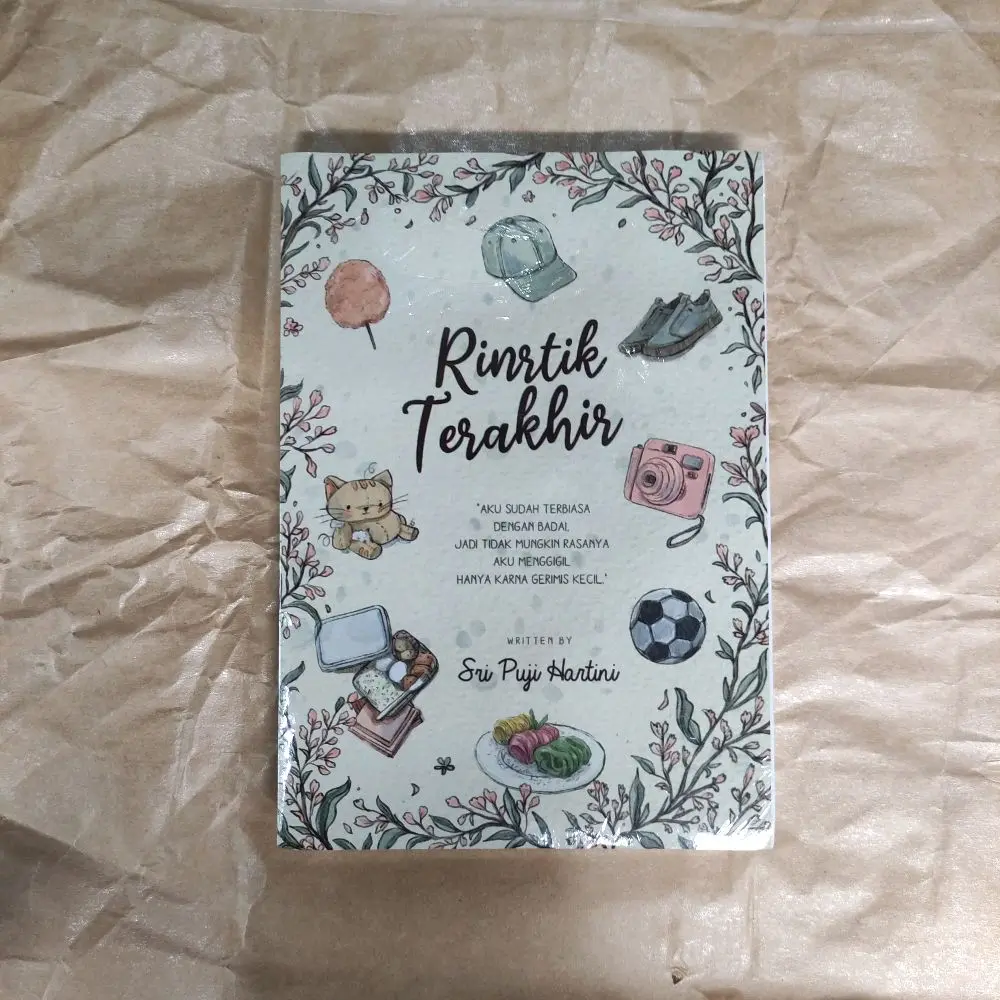 Rinrtik
Terakhir
"AKU SUDAH TERBIASA
DENGAN BADAI,
JADI TIDAK MUNGKIN RASANYA
AKU MENGGIGIL
HANYA KARNA GERIMIS KECIL."
WRITTEN BY
Sri Puji Hartini